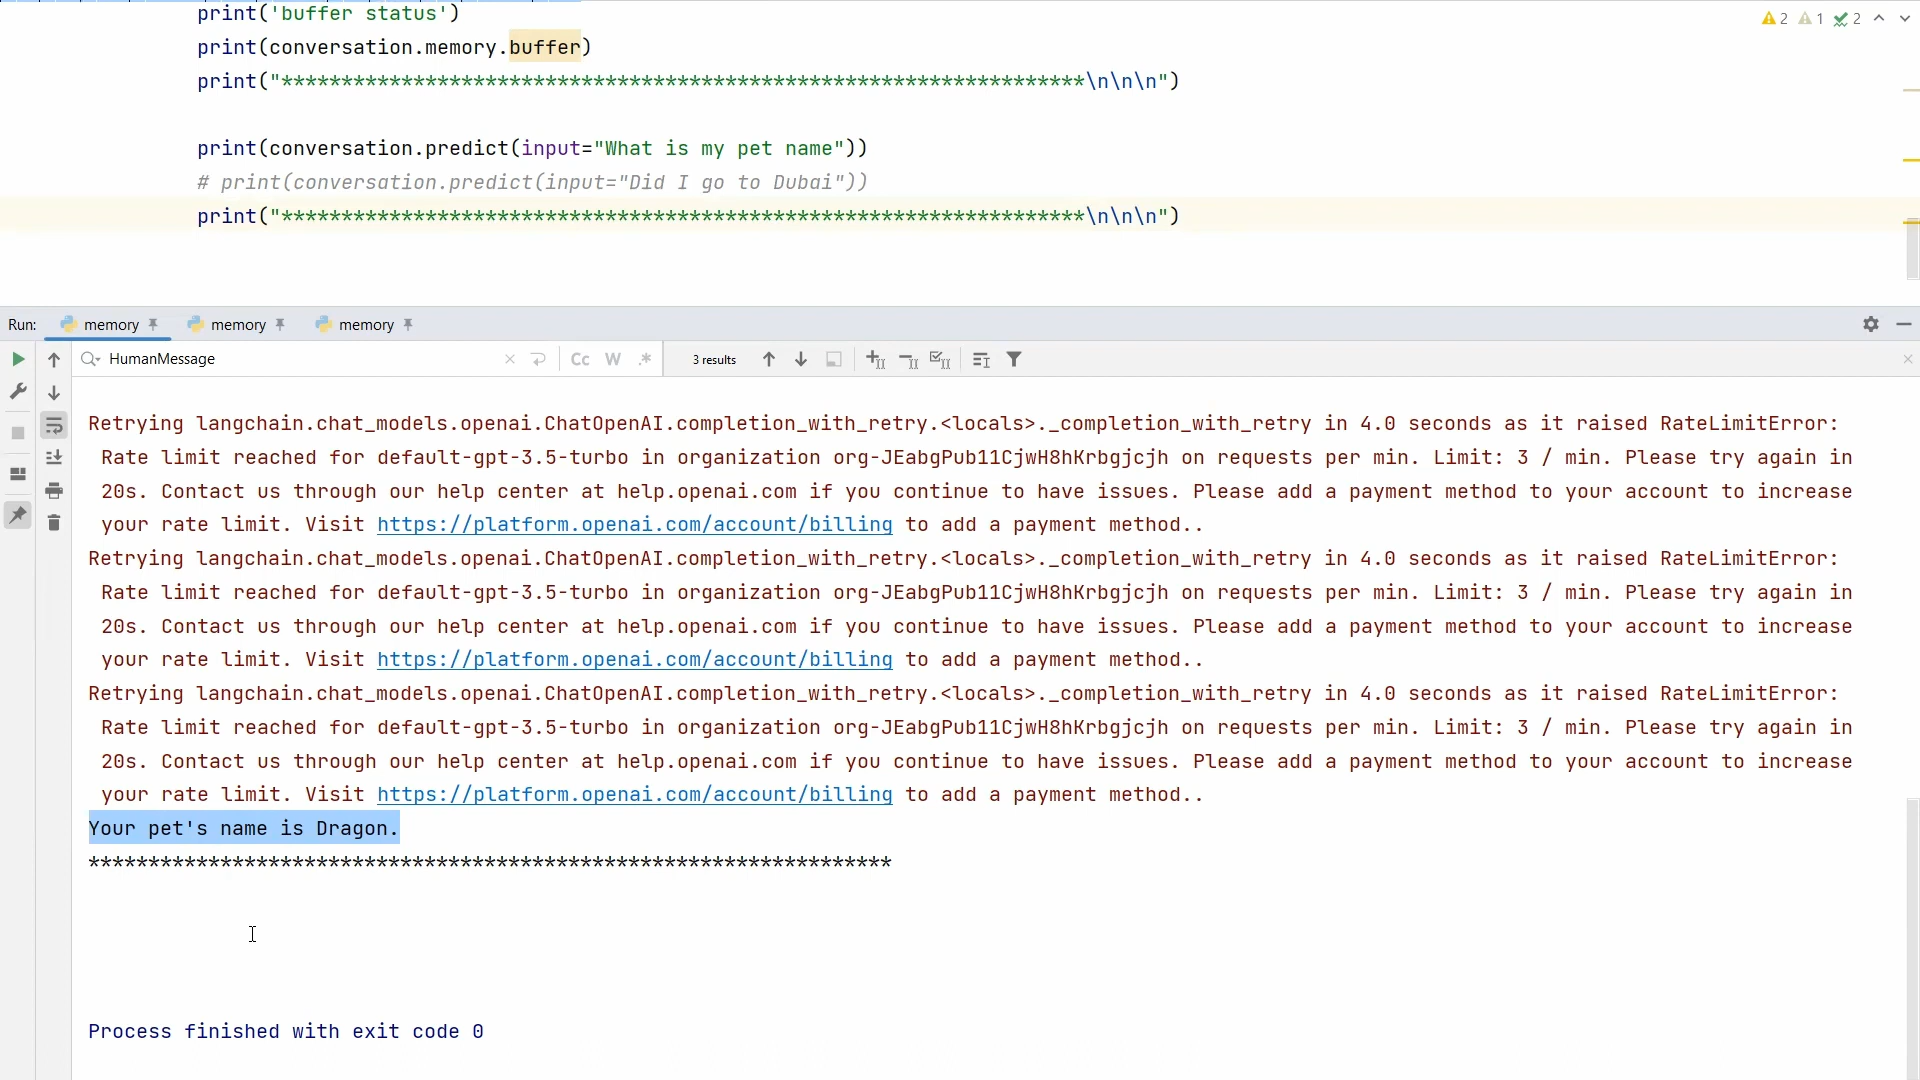 print('buffer status')
print(conversation.memory.buffer)
print("*******************************************************************\n\n\n")
print(conversation.predict(input="What is my pet name"))
# print(conversation.predict(input="Did I go to Dubai"))
print("*******************************************************************\n\n\n")
2 1 2
Run: memory memory memory
HumanMessage Cc W .* 3 results
Retrying langchain.chat_models.openai.ChatOpenAI.completion_with_retry.<locals>._completion_with_retry in 4.0 seconds as it raised RateLimitError:
Rate limit reached for default-gpt-3.5-turbo in organization org-JEabgPub11CjwH8hKrbgjcjh on requests per min. Limit: 3 / min. Please try again in
20s. Contact us through our help center at help.openai.com if you continue to have issues. Please add a payment method to your account to increase
your rate limit. Visit https://platform.openai.com/account/billing to add a payment method..
Retrying langchain.chat_models.openai.ChatOpenAI.completion_with_retry.<locals>._completion_with_retry in 4.0 seconds as it raised RateLimitError:
Rate limit reached for default-gpt-3.5-turbo in organization org-JEabgPub11CjwH8hKrbgjcjh on requests per min. Limit: 3 / min. Please try again in
20s. Contact us through our help center at help.openai.com if you continue to have issues. Please add a payment method to your account to increase
your rate limit. Visit https://platform.openai.com/account/billing to add a payment method..
Retrying langchain.chat_models.openai.ChatOpenAI.completion_with_retry.<locals>._completion_with_retry in 4.0 seconds as it raised RateLimitError:
Rate limit reached for default-gpt-3.5-turbo in organization org-JEabgPub11CjwH8hKrbgjcjh on requests per min. Limit: 3 / min. Please try again in
20s. Contact us through our help center at help.openai.com if you continue to have issues. Please add a payment method to your account to increase
your rate limit. Visit https://platform.openai.com/account/billing to add a payment method..
Your pet's name is Dragon.
*******************************************************************
Process finished with exit code 0